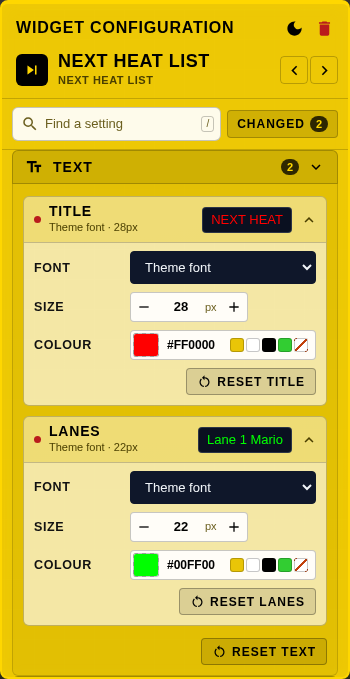 WIDGET CONFIGURATION
NEXT HEAT LIST
NEXT HEAT LIST
Find a setting /
CHANGED 2
TEXT 2
TITLE
Theme font · 28px
NEXT HEAT
FONT Theme font
SIZE − 28 px +
COLOUR #FF0000
RESET TITLE
LANES
Theme font · 22px
Lane 1 Mario
FONT Theme font
SIZE − 22 px +
COLOUR #00FF00
RESET LANES
RESET TEXT